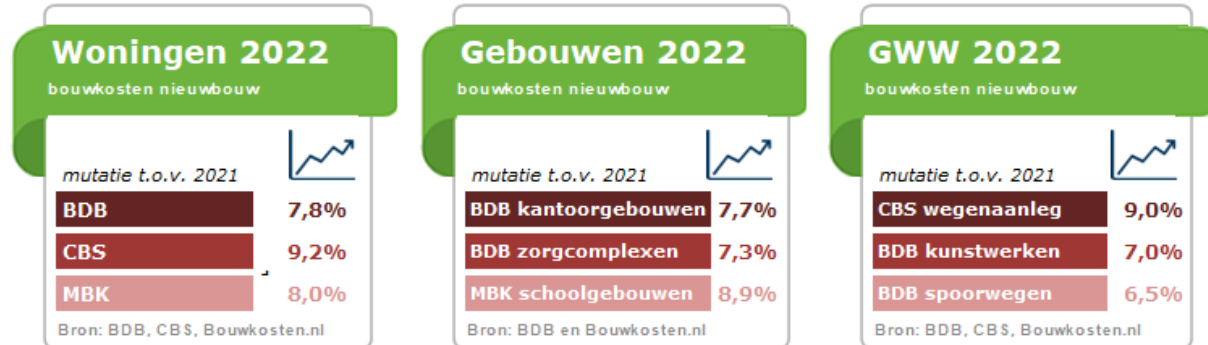 Woningen 2022
bouwkosten nieuwbouw
mutatie t.o.v. 2021
BDB 7,8%
CBS 9,2%
MBK 8,0%
Bron: BDB, CBS, Bouwkosten.nl
Gebouwen 2022
bouwkosten nieuwbouw
mutatie t.o.v. 2021
BDB kantoorgebouwen 7,7%
BDB zorgcomplexen 7,3%
MBK schoolgebouwen 8,9%
Bron: BDB en Bouwkosten.nl
GWW 2022
bouwkosten nieuwbouw
mutatie t.o.v. 2021
CBS wegenaanleg 9,0%
BDB kunstwerken 7,0%
BDB spoorwegen 6,5%
Bron: BDB, CBS, Bouwkosten.nl